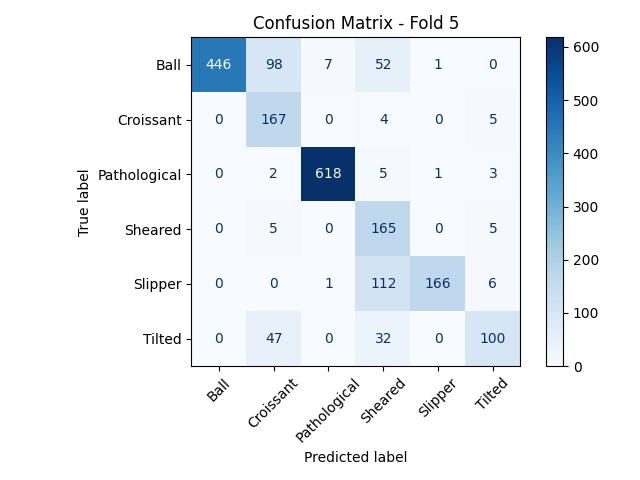 Confusion Matrix - Fold 5
Ball 446 98 7 52 1 0
Croissant 0 167 0 4 0 5
Pathological 0 2 618 5 1 3
Sheared 0 5 0 165 0 5
Slipper 0 0 1 112 166 6
Tilted 0 47 0 32 0 100
Ball Croissant Pathological Sheared Slipper Tilted
Predicted label
True label
600
500
400
300
200
100
0